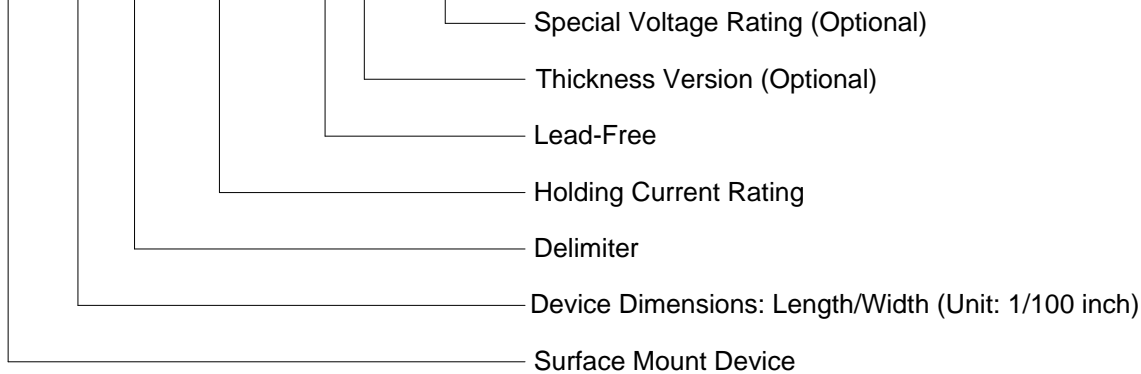 Special Voltage Rating (Optional)
Thickness Version (Optional)
Lead-Free
Holding Current Rating
Delimiter
Device Dimensions: Length/Width (Unit: 1/100 inch)
Surface Mount Device